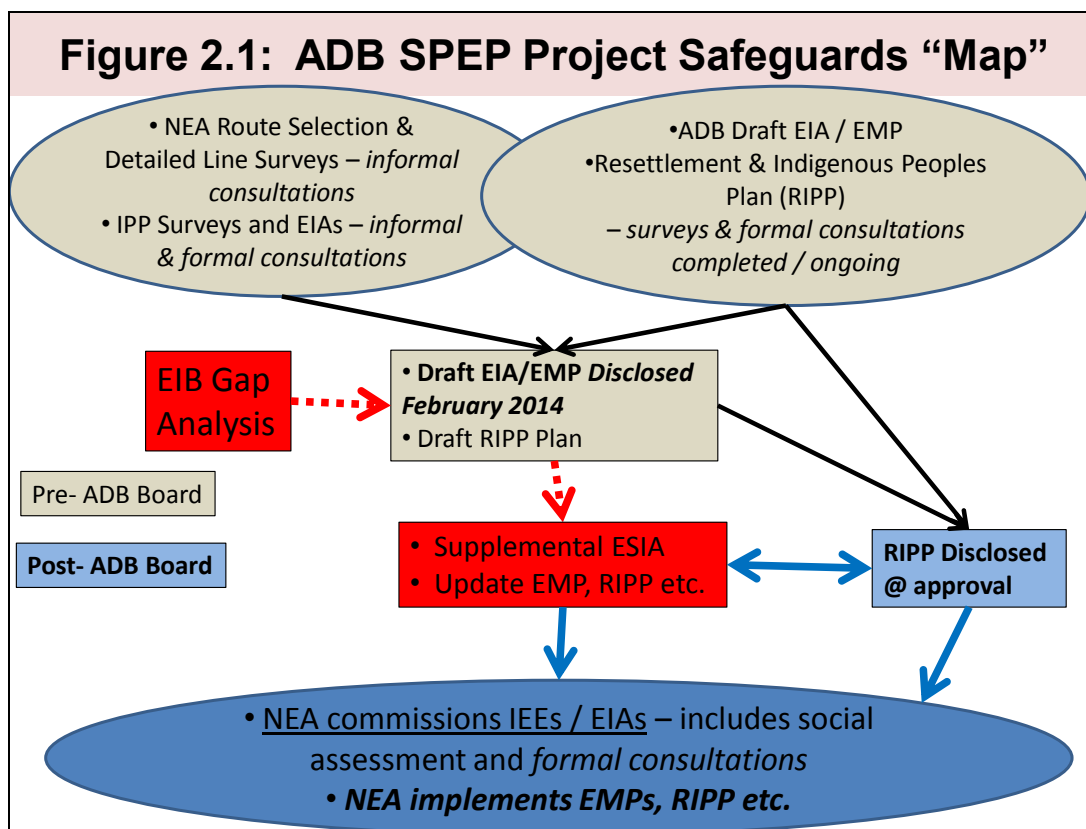 Figure 2.1:  ADB SPEP Project Safeguards “Map”
• NEA Route Selection &
Detailed Line Surveys – informal
consultations
• IPP Surveys and EIAs – informal
& formal consultations
•ADB Draft EIA / EMP
•Resettlement & Indigenous Peoples
Plan (RIPP)
– surveys & formal consultations
completed / ongoing
EIB Gap
Analysis
• Draft EIA/EMP Disclosed
February 2014
• Draft RIPP Plan
Pre- ADB Board
Post- ADB Board
• Supplemental ESIA
• Update EMP, RIPP etc.
RIPP Disclosed
@ approval
• NEA commissions IEEs / EIAs – includes social
assessment and formal consultations
• NEA implements EMPs, RIPP etc.